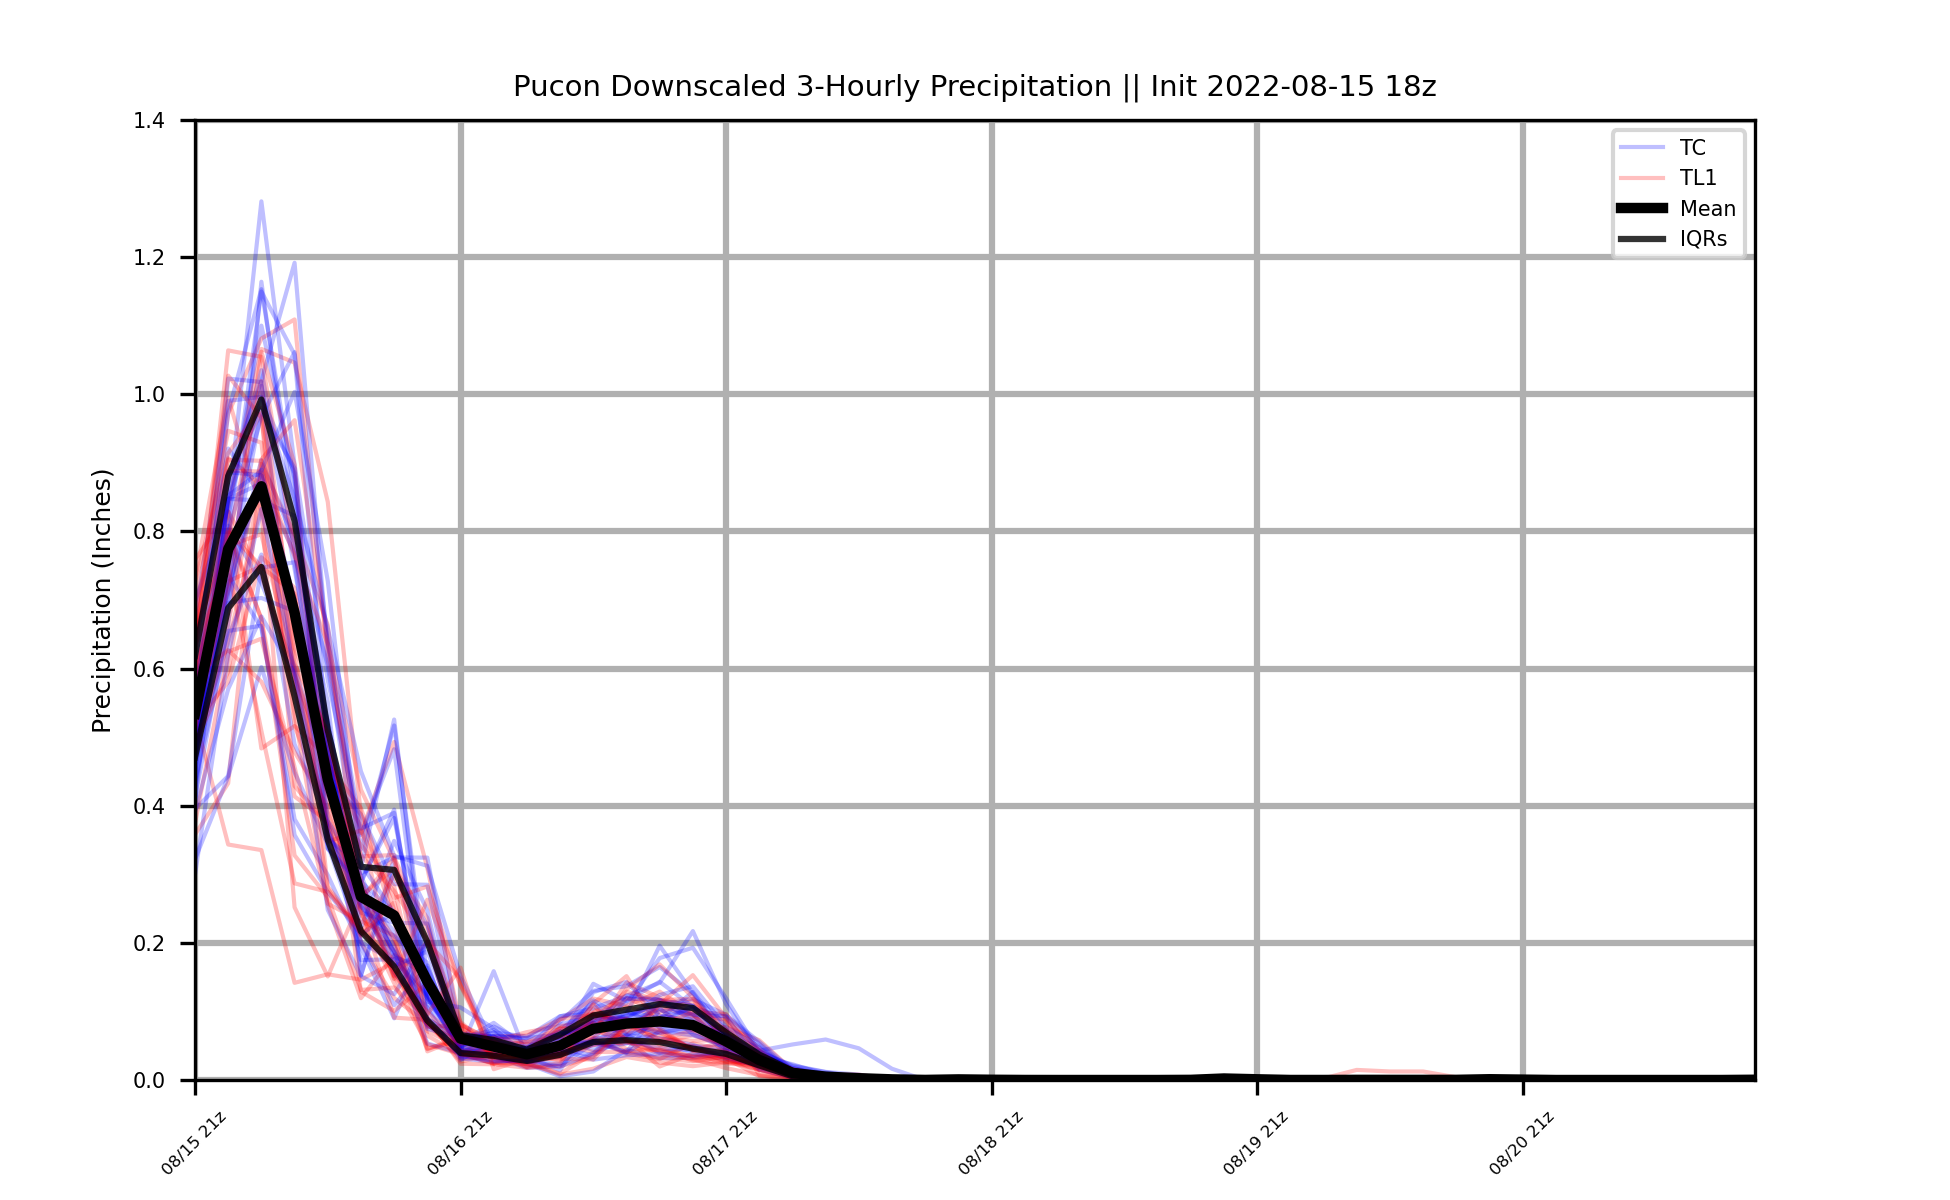 Pucon Downscaled 3-Hourly Precipitation || Init 2022-08-15 18z
Precipitation (Inches)
1.4
1.2
1.0
0.8
0.6
0.4
0.2
0.0
TC
TL1
Mean
IQRs
08/15 21z
08/16 21z
08/17 21z
08/18 21z
08/19 21z
08/20 21z